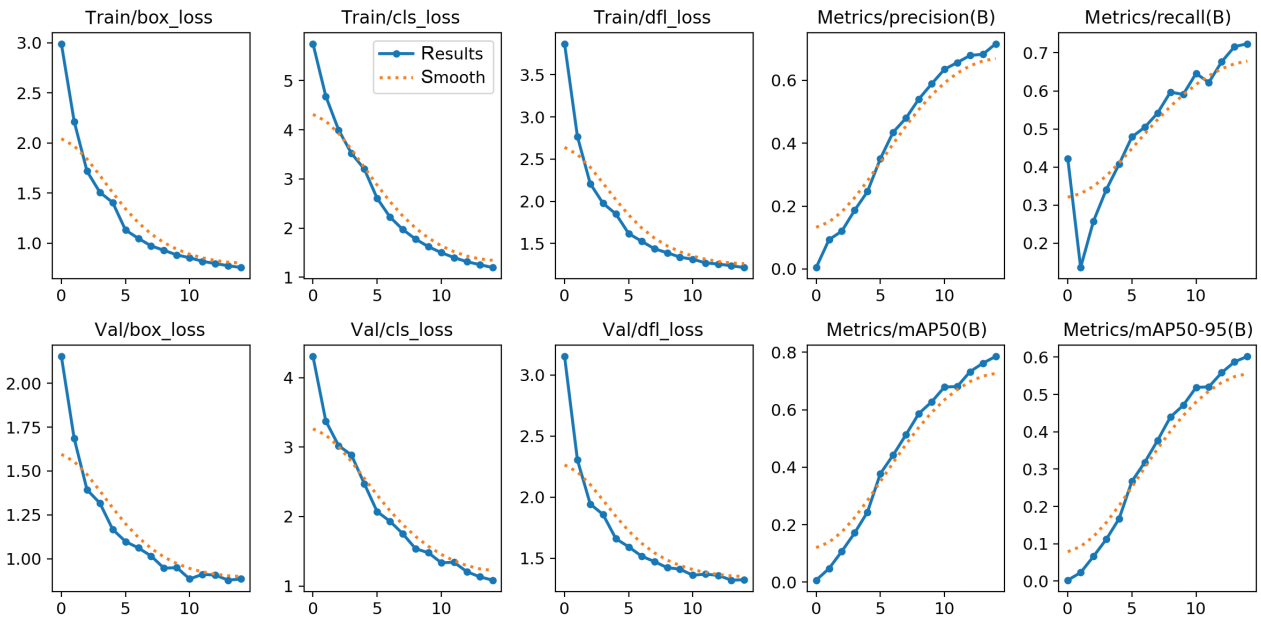 Train/box_loss
Train/cls_loss
Train/dfl_loss
Metrics/precision(B)
Metrics/recall(B)
3.0
2.5
2.0
1.5
1.0
0 5 10
Results
Smooth
5
4
3
2
1
0 5 10
3.5
3.0
2.5
2.0
1.5
0 5 10
0.6
0.4
0.2
0.0
0 5 10
0.7
0.6
0.5
0.4
0.3
0.2
0 5 10
Val/box_loss
Val/cls_loss
Val/dfl_loss
Metrics/mAP50(B)
Metrics/mAP50-95(B)
2.00
1.75
1.50
1.25
1.00
0 5 10
4
3
2
1
0 5 10
3.0
2.5
2.0
1.5
0 5 10
0.8
0.6
0.4
0.2
0.0
0 5 10
0.6
0.5
0.4
0.3
0.2
0.1
0.0
0 5 10